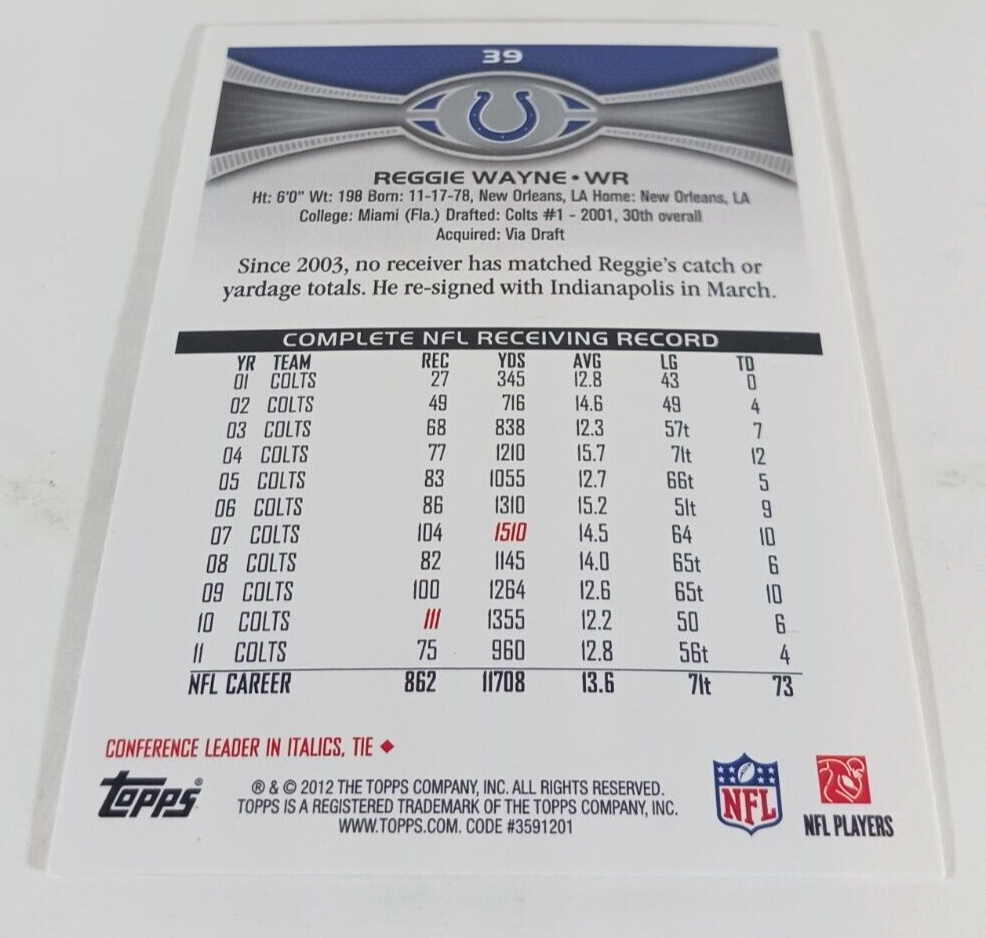 39
REGGIE WAYNE • WR
Ht: 6'0" Wt: 198 Born: 11-17-78, New Orleans, LA Home: New Orleans, LA
College: Miami (Fla.) Drafted: Colts #1 - 2001, 30th overall
Acquired: Via Draft
Since 2003, no receiver has matched Reggie's catch or
yardage totals. He re-signed with Indianapolis in March.
COMPLETE NFL RECEIVING RECORD
YR TEAM REC YDS AVG LG TD
01 COLTS 27 345 12.8 43 0
02 COLTS 49 716 14.6 49 4
03 COLTS 68 838 12.3 57t 7
04 COLTS 77 1210 15.7 71t 12
05 COLTS 83 1055 12.7 66t 5
06 COLTS 86 1310 15.2 51t 9
07 COLTS 104 1510 14.5 64 10
08 COLTS 82 1145 14.0 65t 6
09 COLTS 100 1264 12.6 65t 10
10 COLTS 111 1355 12.2 50 6
11 COLTS 75 960 12.8 56t 4
NFL CAREER 862 11708 13.6 71t 73
CONFERENCE LEADER IN ITALICS, TIE ♦
Topps®
® & © 2012 THE TOPPS COMPANY, INC. ALL RIGHTS RESERVED.
TOPPS IS A REGISTERED TRADEMARK OF THE TOPPS COMPANY, INC.
WWW.TOPPS.COM. CODE #3591201
NFL
NFL PLAYERS